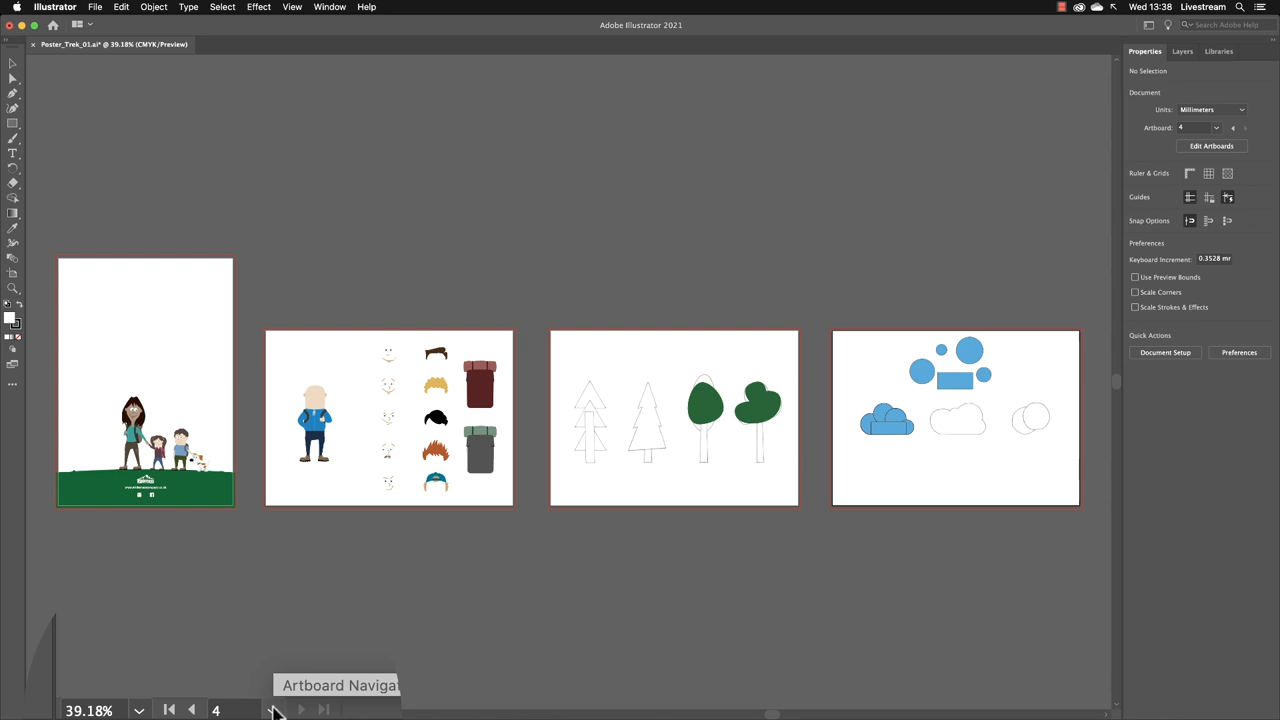 Illustrator File Edit Object Type Select Effect View Window Help
Wed 13:38 Livestream
Adobe Illustrator 2021
Search Adobe Help
Poster_Trek_01.ai* @ 39.18% (CMYK/Preview)
Properties Layers Libraries
No Selection
Document
Units: Millimeters
Artboard: 4
Edit Artboards
Ruler & Grids
Guides
Snap Options
Preferences
Keyboard Increment: 0.3528 mr
Use Preview Bounds
Scale Corners
Scale Strokes & Effects
Quick Actions
Document Setup Preferences
Artboard Navigat
39.18% 4